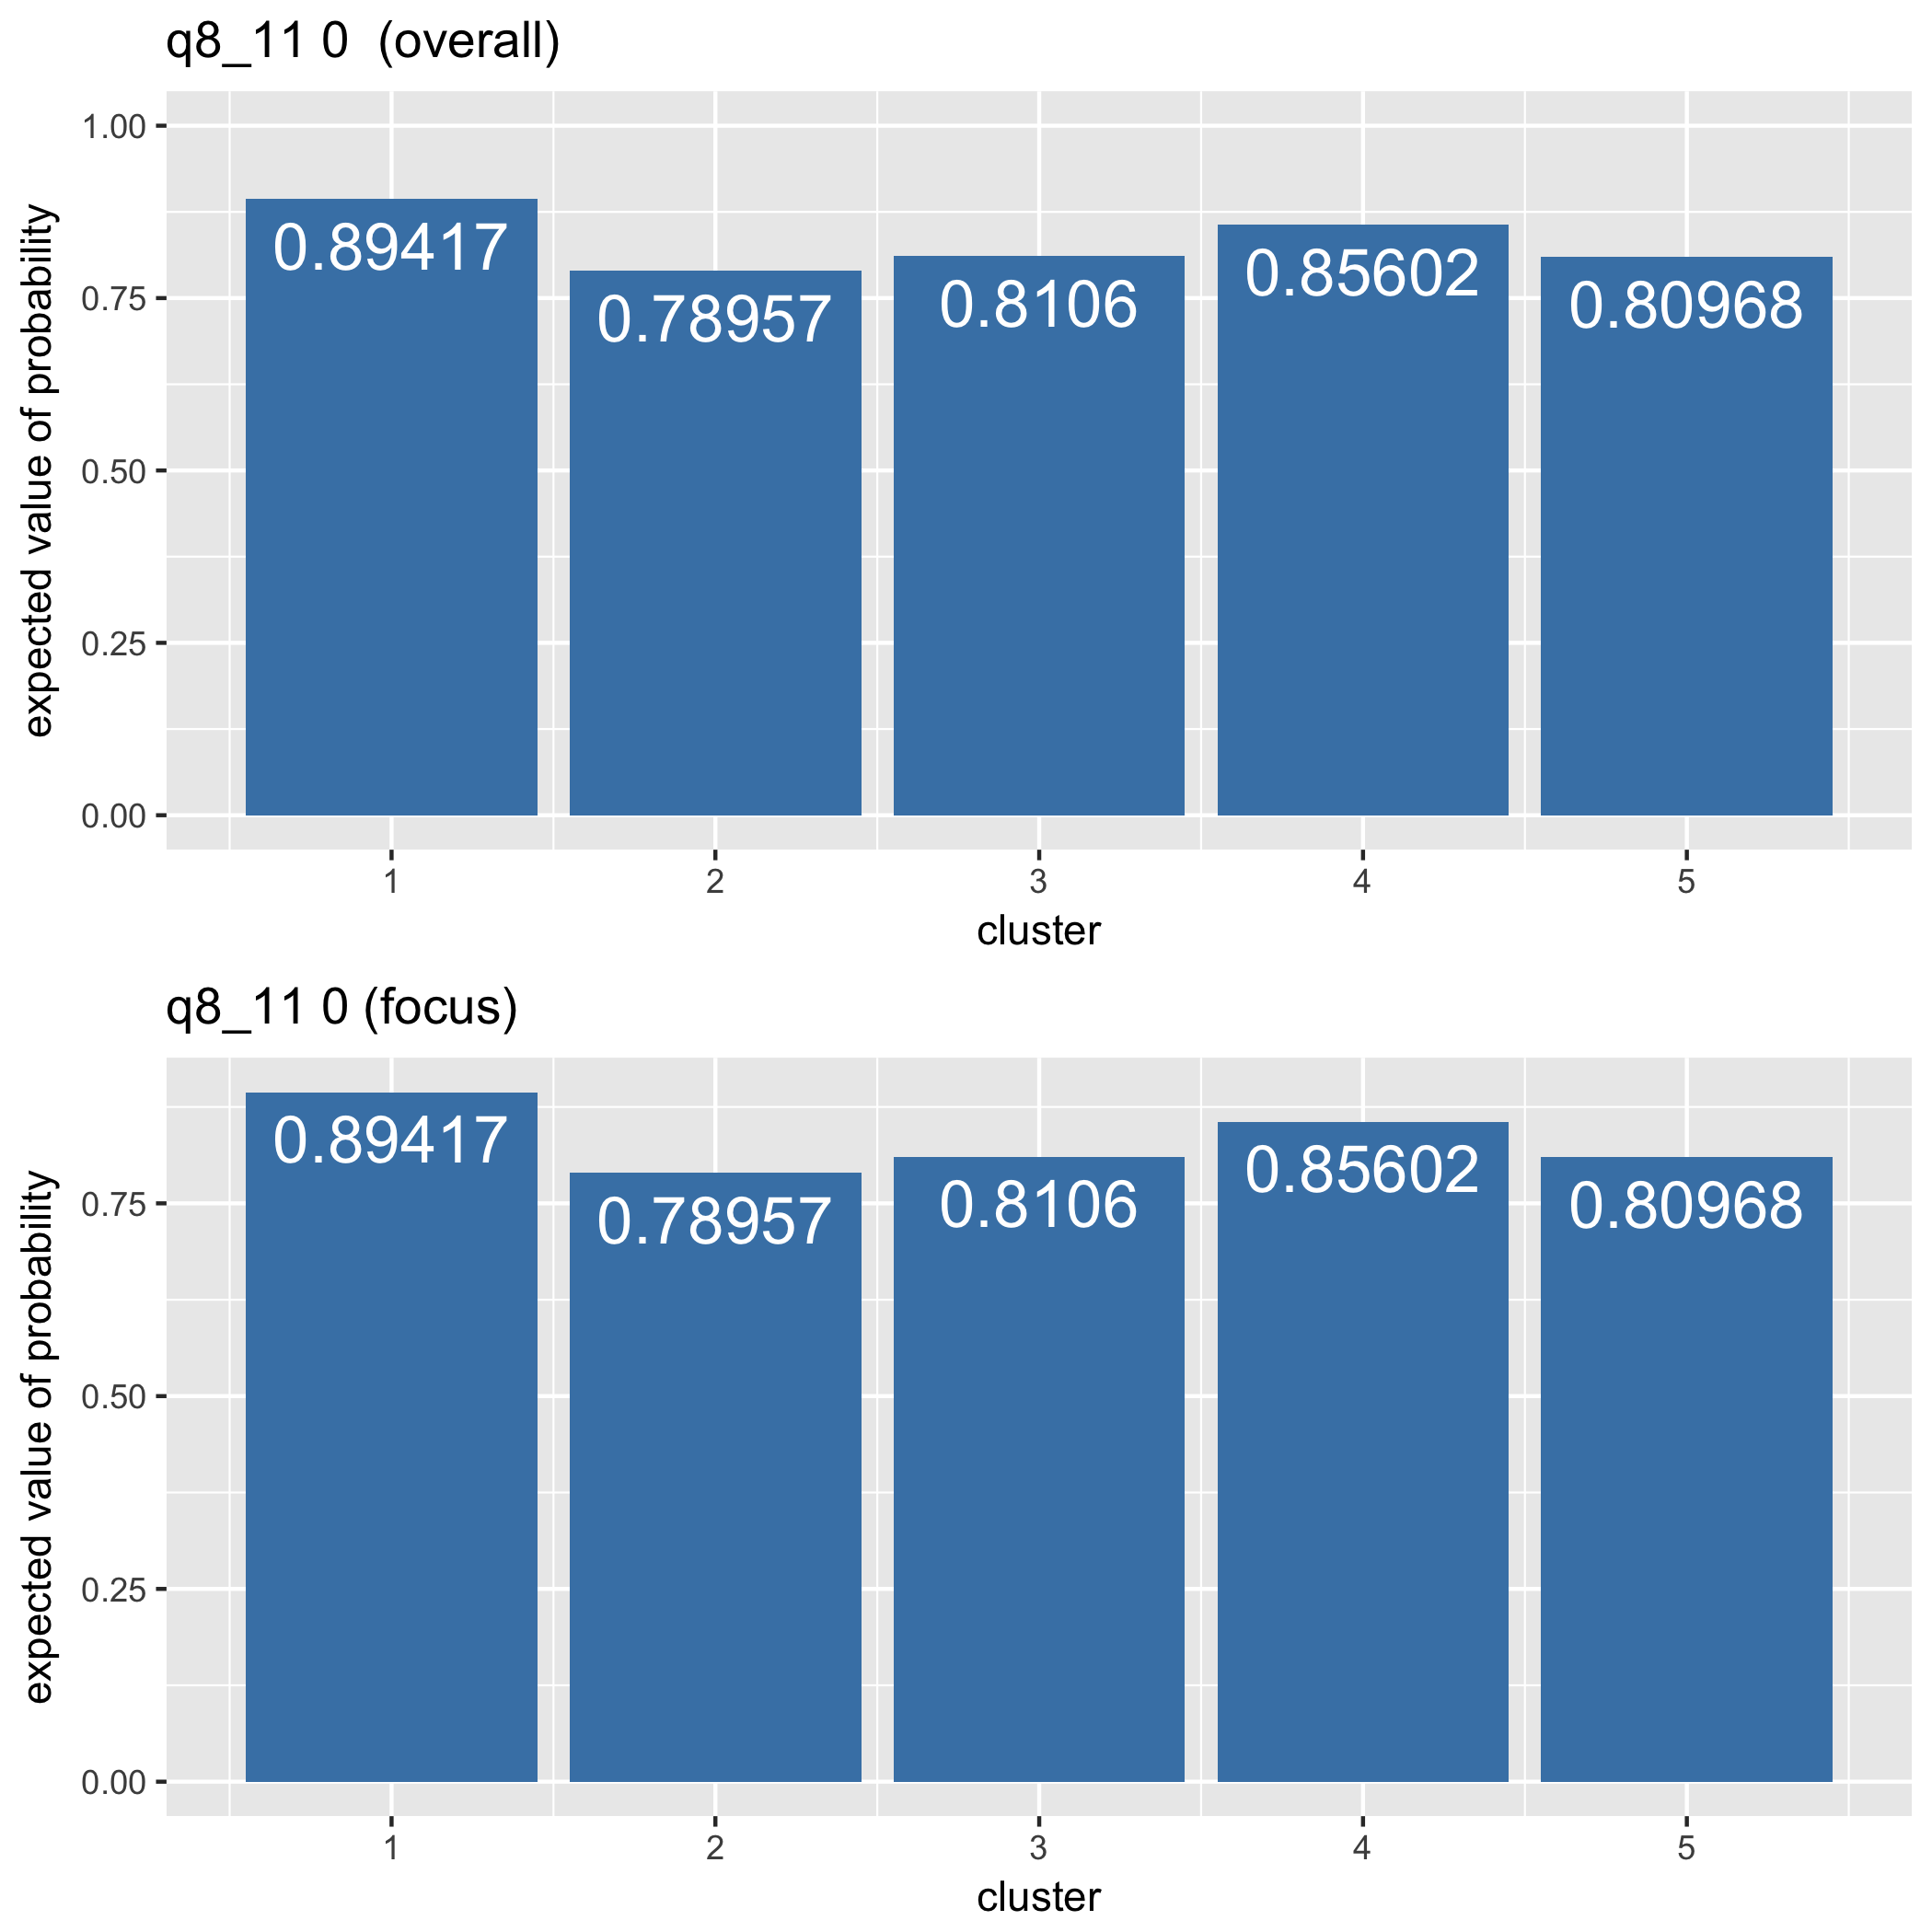 q8_11 0  (overall)
expected value of probability
1.00
0.75
0.50
0.25
0.00
0.89417
0.78957
0.8106
0.85602
0.80968
1 2 3 4 5
cluster
q8_11 0 (focus)
expected value of probability
0.75
0.50
0.25
0.00
0.89417
0.78957
0.8106
0.85602
0.80968
1 2 3 4 5
cluster